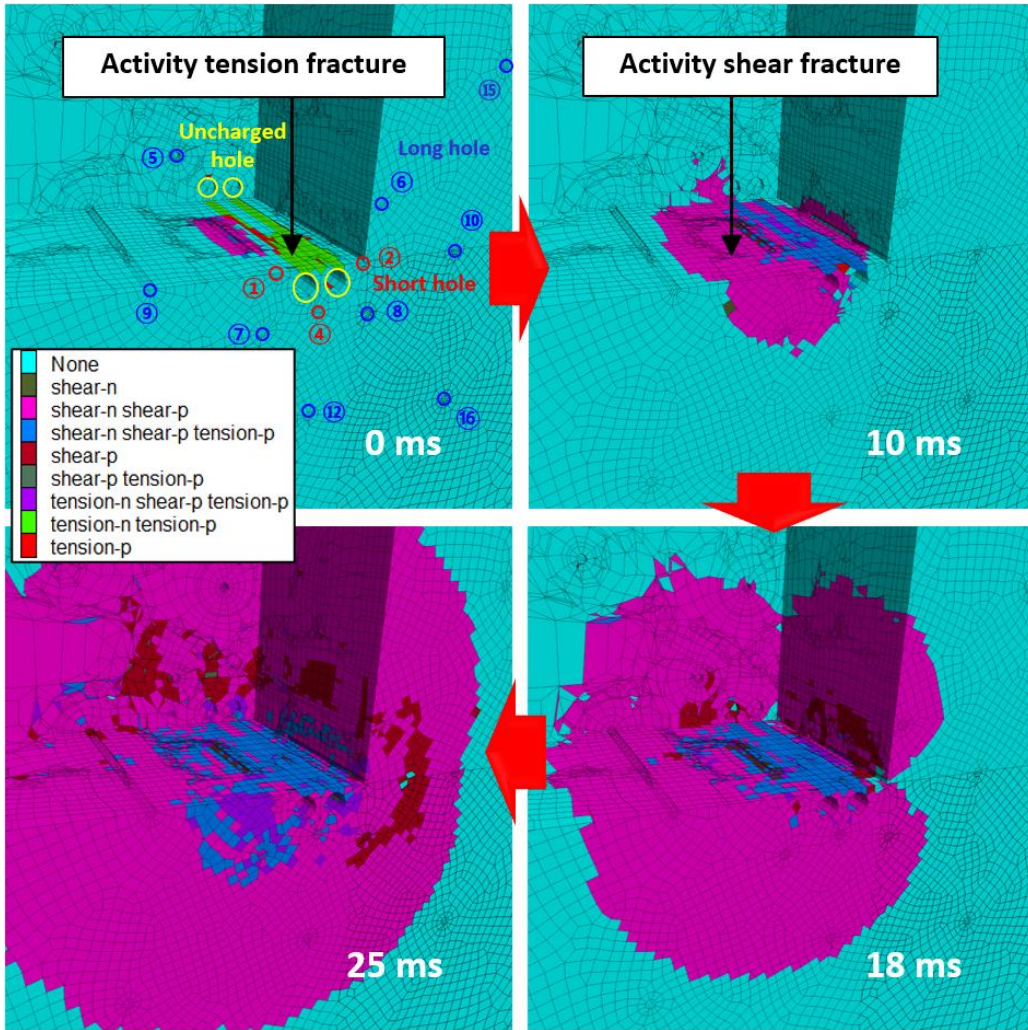 Activity tension fracture
Activity shear fracture
⑮
Uncharged
hole
Long hole
⑤
⑥
⑩
②
①
Short hole
⑨
④
⑧
⑦
⑫
⑯
0 ms
10 ms
None
shear-n
shear-n shear-p
shear-n shear-p tension-p
shear-p
shear-p tension-p
tension-n shear-p tension-p
tension-n tension-p
tension-p
25 ms
18 ms